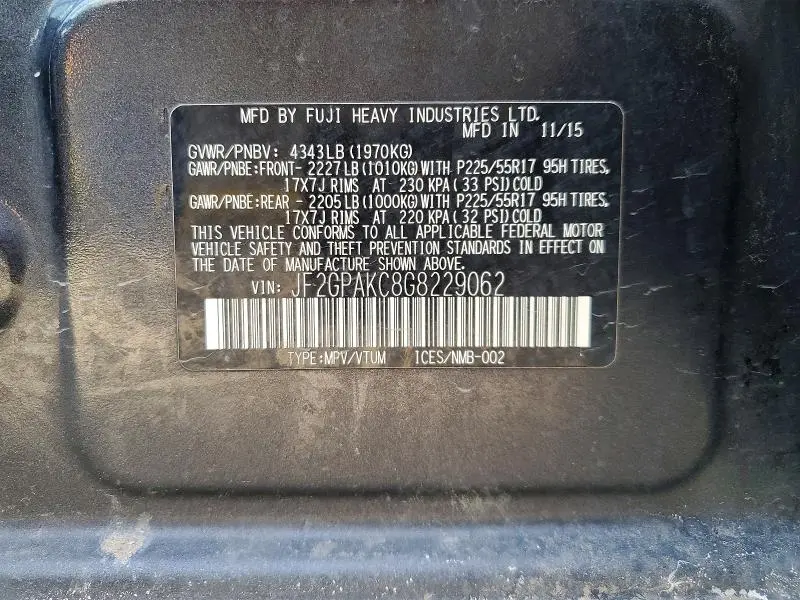 MFD BY FUJI HEAVY INDUSTRIES LTD.
MFD IN 11/15
GVWR/PNBV: 4343LB(1970KG)
GAWR/PNBE:FRONT- 2227LB(1010KG)WITH P225/55R17 95H TIRES,
17X7J RIMS AT 230 KPA(33 PSI)COLD
GAWR/PNBE:REAR - 2205LB(1000KG)WITH P225/55R17 95H TIRES,
17X7J RIMS AT 220 KPA(32 PSI)COLD
THIS VEHICLE CONFORMS TO ALL APPLICABLE FEDERAL MOTOR
VEHICLE SAFETY AND THEFT PREVENTION STANDARDS IN EFFECT ON
THE DATE OF MANUFACTURE SHOWN ABOVE.
VIN: JF2GPAKC8G8229062
TYPE:MPV/VTUM ICES/NMB-002